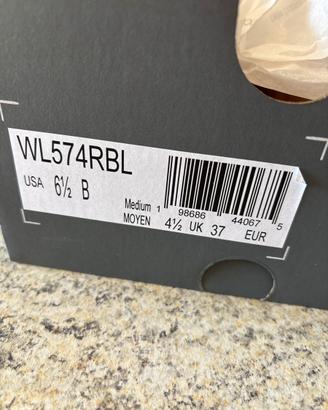 WL574RBL
USA 6½ B
Medium
MOYEN
1 98686 44067 5
4½ UK 37 EUR